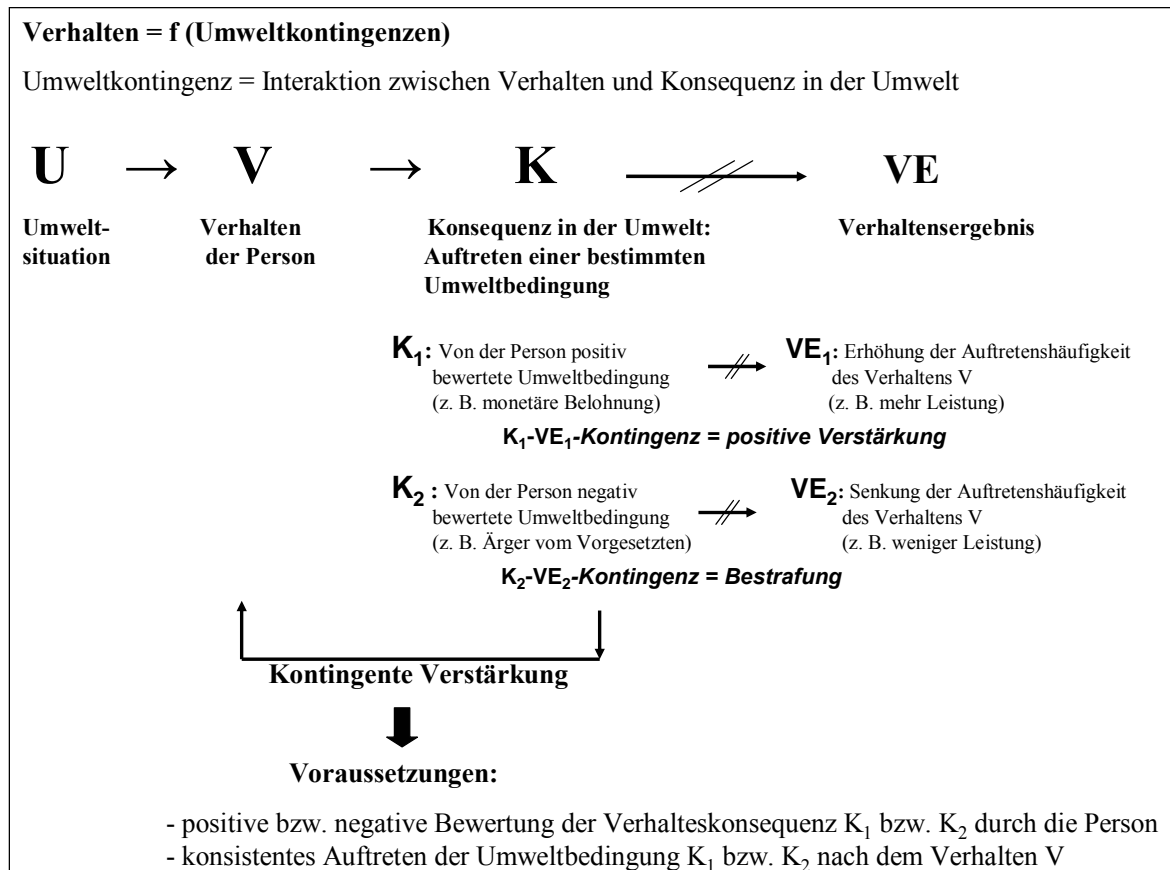 Verhalten = f (Umweltkontingenzen)
Umweltkontingenz = Interaktion zwischen Verhalten und Konsequenz in der Umwelt
U → V → K VE
Umwelt- Verhalten Konsequenz in der Umwelt: Verhaltensergebnis
situation der Person Auftreten einer bestimmten
Umweltbedingung
K₁: Von der Person positiv VE₁: Erhöhung der Auftretenshäufigkeit
bewertete Umweltbedingung des Verhaltens V
(z. B. monetäre Belohnung) (z. B. mehr Leistung)
K₁-VE₁-Kontingenz = positive Verstärkung
K₂ : Von der Person negativ VE₂: Senkung der Auftretenshäufigkeit
bewertete Umweltbedingung des Verhaltens V
(z. B. Ärger vom Vorgesetzten) (z. B. weniger Leistung)
K₂-VE₂-Kontingenz = Bestrafung
Kontingente Verstärkung
Voraussetzungen:
- positive bzw. negative Bewertung der Verhalteskonsequenz K₁ bzw. K₂ durch die Person
- konsistentes Auftreten der Umweltbedingung K₁ bzw. K₂ nach dem Verhalten V